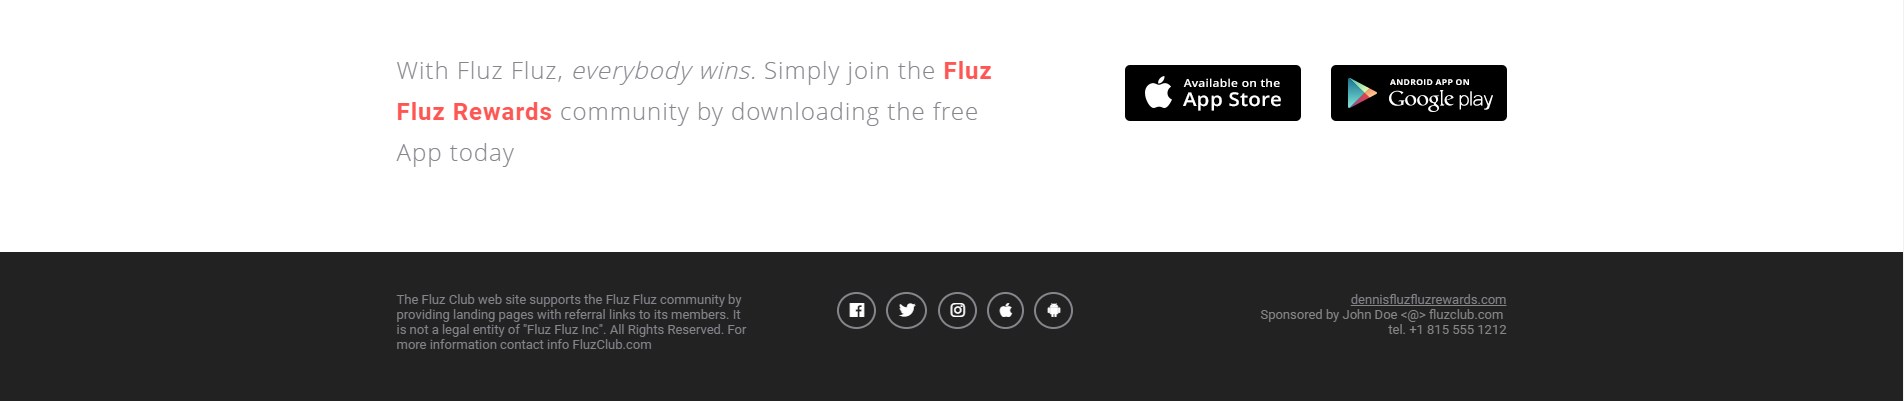 With Fluz Fluz, everybody wins. Simply join the Fluz
Fluz Rewards community by downloading the free
App today
Available on the
App Store
ANDROID APP ON
Google play
The Fluz Club web site supports the Fluz Fluz community by
providing landing pages with referral links to its members. It
is not a legal entity of "Fluz Fluz Inc". All Rights Reserved. For
more information contact info FluzClub.com
dennisfluzfluzrewards.com
Sponsored by John Doe <@> fluzclub.com
tel. +1 815 555 1212